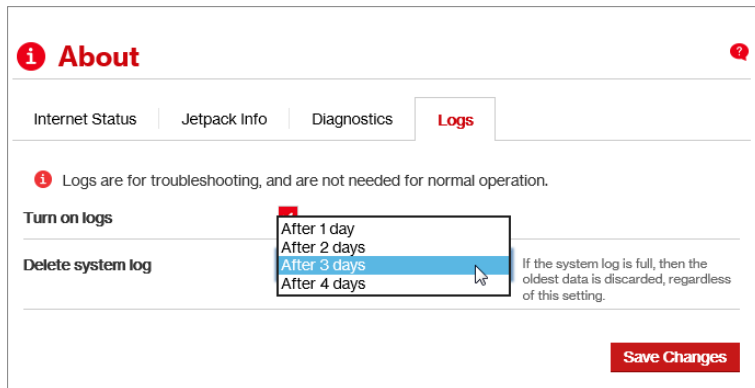 About
Internet Status
Jetpack Info
Diagnostics
Logs
Logs are for troubleshooting, and are not needed for normal operation.
Turn on logs
After 1 day
After 2 days
Delete system log
After 3 days
After 4 days
If the system log is full, then the
oldest data is discarded, regardless
of this setting.
Save Changes